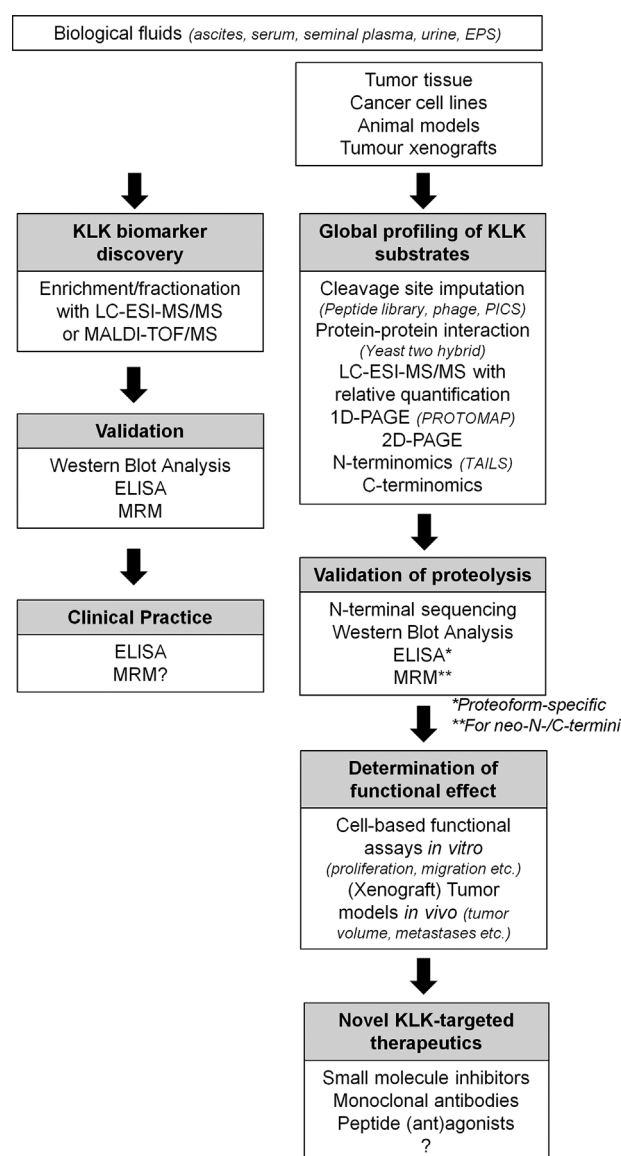 Biological fluids (ascites, serum, seminal plasma, urine, EPS)
Tumor tissue
Cancer cell lines
Animal models
Tumour xenografts
KLK biomarker
discovery
Enrichment/fractionation
with LC-ESI-MS/MS
or MALDI-TOF/MS
Validation
Western Blot Analysis
ELISA
MRM
Clinical Practice
ELISA
MRM?
Global profiling of KLK
substrates
Cleavage site imputation
(Peptide library, phage, PICS)
Protein-protein interaction
(Yeast two hybrid)
LC-ESI-MS/MS with
relative quantification
1D-PAGE (PROTOMAP)
2D-PAGE
N-terminomics (TAILS)
C-terminomics
Validation of proteolysis
N-terminal sequencing
Western Blot Analysis
ELISA*
MRM**
*Proteoform-specific
**For neo-N-/C-termini
Determination of
functional effect
Cell-based functional
assays in vitro
(proliferation, migration etc.)
(Xenograft) Tumor
models in vivo (tumor
volume, metastases etc.)
Novel KLK-targeted
therapeutics
Small molecule inhibitors
Monoclonal antibodies
Peptide (ant)agonists
?